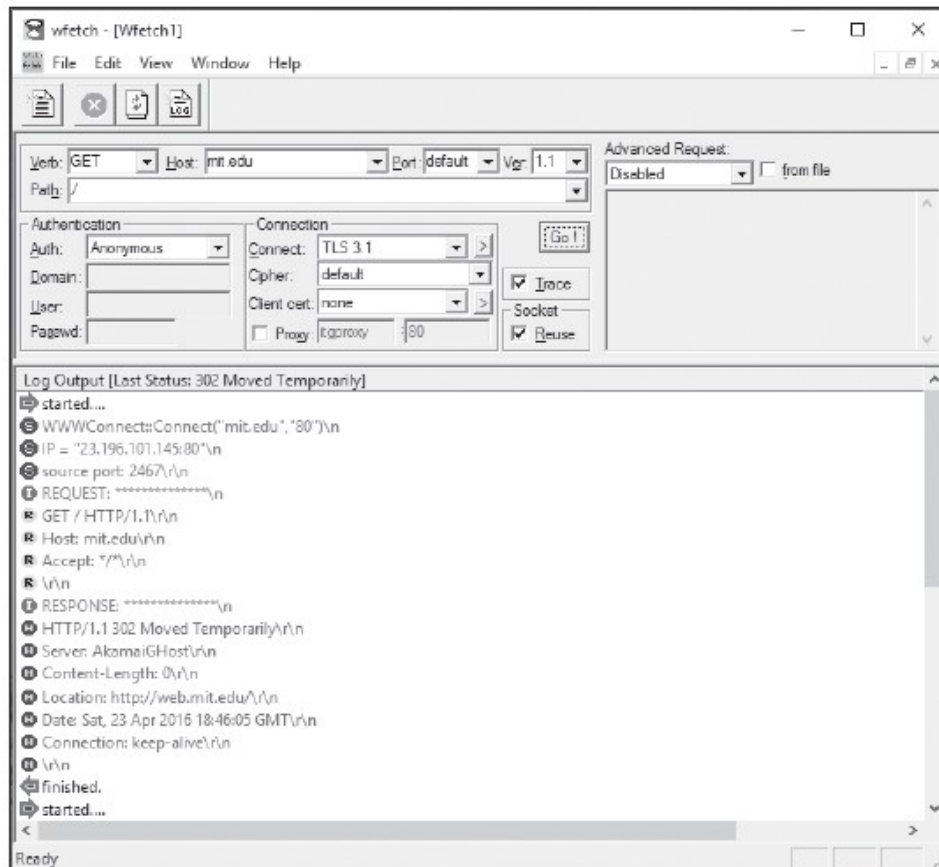 wfetch - [Wfetch1]
File Edit View Window Help
LOG
Verb: GET Host: mit.edu Port: default Ver: 1.1
Path: /
Advanced Request:
Disabled from file
Authentication
Auth: Anonymous
Domain:
User:
Passwd:
Connection
Connect: TLS 3.1 >
Cipher: default
Client cert: none >
Proxy: itgproxy :80
Go!
Trace
Socket
Reuse
Log Output [Last Status: 302 Moved Temporarily]
started....
S WWWConnect::Connect("mit.edu","80")\n
S IP = "23.196.101.145:80"\n
S source port: 2467\r\n
I REQUEST: **************\n
R GET / HTTP/1.1\r\n
R Host: mit.edu\r\n
R Accept: */*\r\n
R \r\n
I RESPONSE: **************\n
H HTTP/1.1 302 Moved Temporarily\r\n
H Server: AkamaiGHost\r\n
H Content-Length: 0\r\n
H Location: http://web.mit.edu/\r\n
H Date: Sat, 23 Apr 2016 18:46:05 GMT\r\n
H Connection: keep-alive\r\n
H \r\n
finished.
started....
Ready